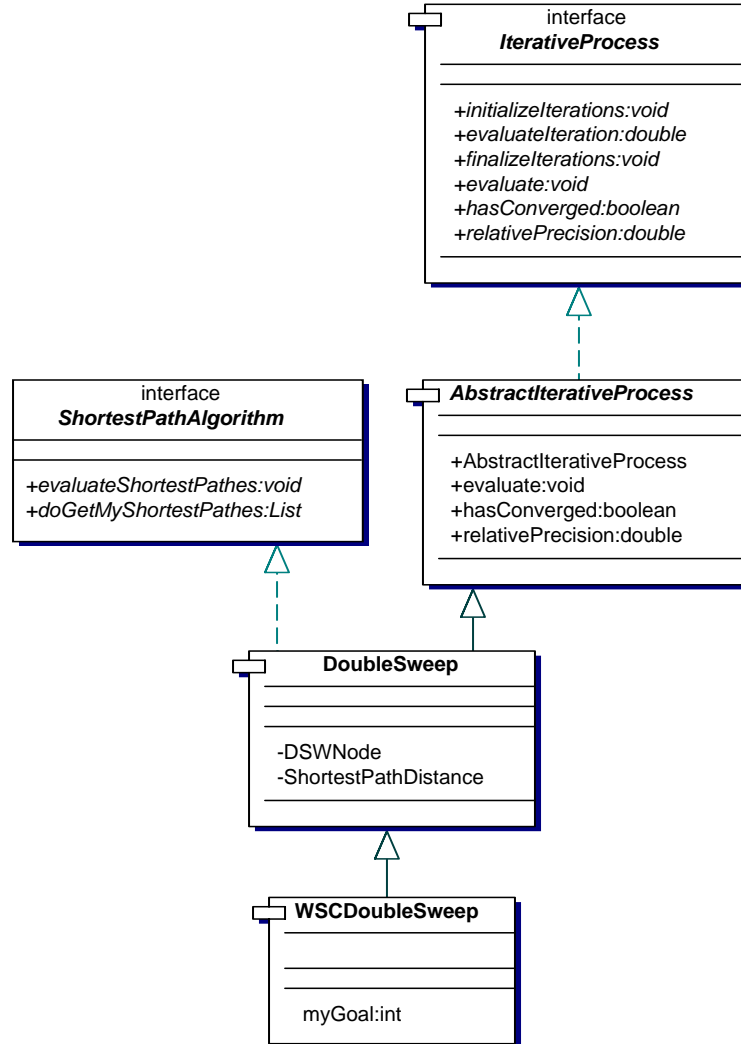 interface
IterativeProcess
+initializeIterations:void
+evaluateIteration:double
+finalizeIterations:void
+evaluate:void
+hasConverged:boolean
+relativePrecision:double
interface
ShortestPathAlgorithm
+evaluateShortestPathes:void
+doGetMyShortestPathes:List
AbstractIterativeProcess
+AbstractIterativeProcess
+evaluate:void
+hasConverged:boolean
+relativePrecision:double
DoubleSweep
-DSWNode
-ShortestPathDistance
WSCDoubleSweep
myGoal:int